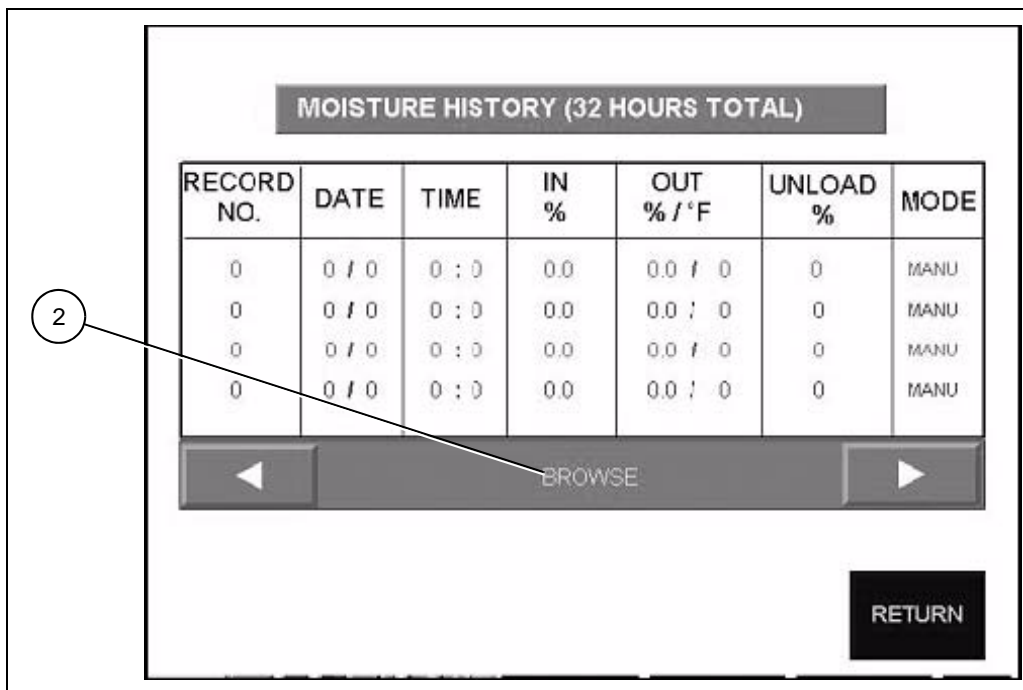 MOISTURE HISTORY (32 HOURS TOTAL)
RECORD NO. DATE TIME IN % OUT % / °F UNLOAD % MODE
0 0 / 0 0 : 0 0.0 0.0 / 0 0 MANU
0 0 / 0 0 : 0 0.0 0.0 / 0 0 MANU
0 0 / 0 0 : 0 0.0 0.0 / 0 0 MANU
0 0 / 0 0 : 0 0.0 0.0 / 0 0 MANU
2
BROWSE
RETURN